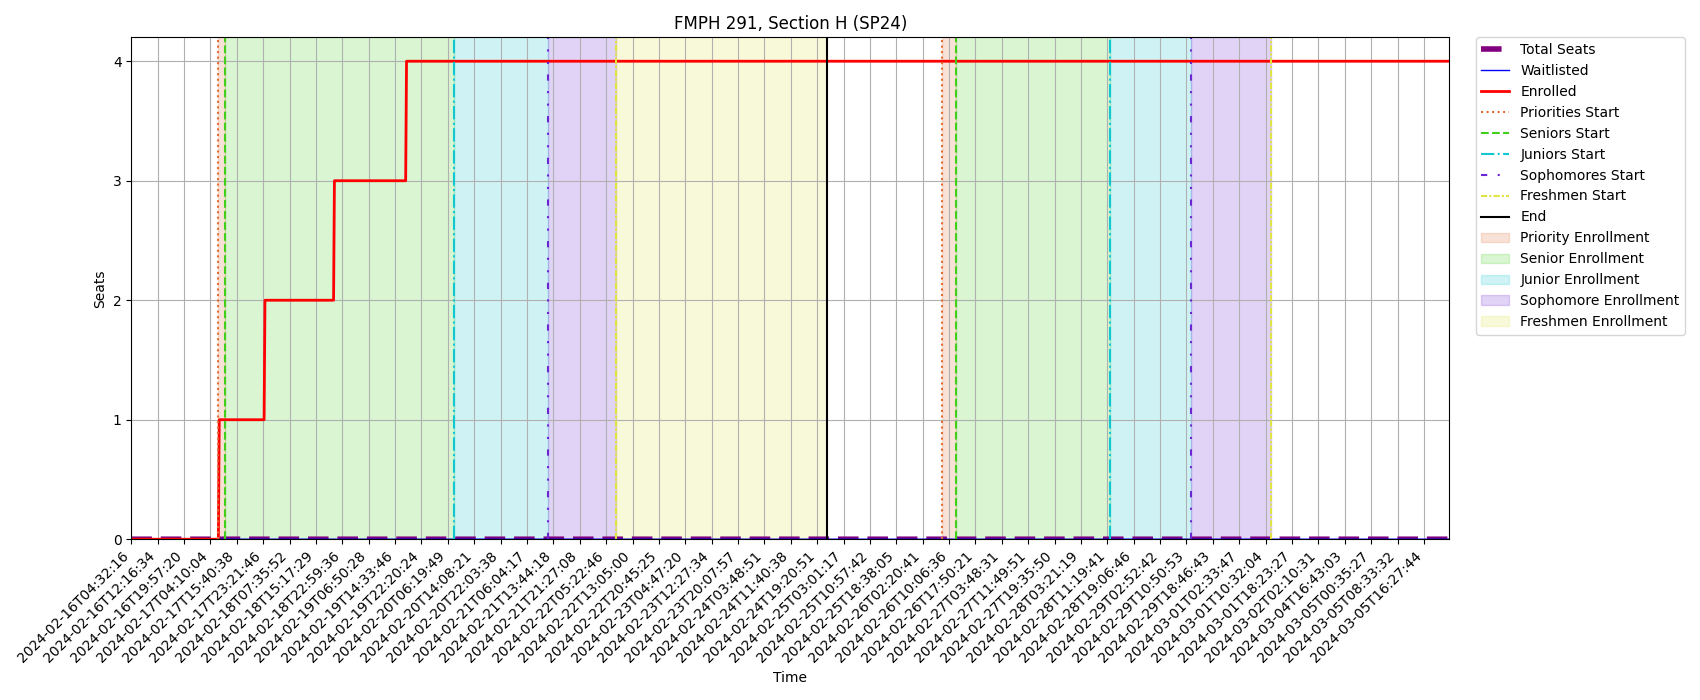 FMPH 291, Section H (SP24)
Seats
4
3
2
1
0
2024-02-16T04:32:16
2024-02-16T12:16:34
2024-02-16T19:57:20
2024-02-17T04:10:04
2024-02-17T15:40:38
2024-02-17T23:21:46
2024-02-18T07:35:52
2024-02-18T15:17:29
2024-02-18T22:59:36
2024-02-19T06:50:28
2024-02-19T14:33:46
2024-02-19T22:20:24
2024-02-20T06:19:49
2024-02-20T14:08:21
2024-02-20T22:03:38
2024-02-21T06:04:17
2024-02-21T13:44:18
2024-02-21T21:27:08
2024-02-22T05:22:46
2024-02-22T13:05:00
2024-02-22T20:45:25
2024-02-23T04:47:20
2024-02-23T12:27:34
2024-02-23T20:07:57
2024-02-24T03:48:51
2024-02-24T11:40:38
2024-02-24T19:20:51
2024-02-25T03:01:17
2024-02-25T10:57:42
2024-02-25T18:38:05
2024-02-26T02:20:41
2024-02-26T10:06:36
2024-02-26T17:50:21
2024-02-27T03:48:31
2024-02-27T11:49:51
2024-02-27T19:35:50
2024-02-28T03:21:19
2024-02-28T11:19:41
2024-02-28T19:06:46
2024-02-29T02:52:42
2024-02-29T10:50:53
2024-02-29T18:46:43
2024-03-01T02:33:47
2024-03-01T10:32:04
2024-03-01T18:23:27
2024-03-02T02:10:31
2024-03-04T16:43:03
2024-03-05T00:35:27
2024-03-05T08:33:32
2024-03-05T16:27:44
Time
Total Seats
Waitlisted
Enrolled
Priorities Start
Seniors Start
Juniors Start
Sophomores Start
Freshmen Start
End
Priority Enrollment
Senior Enrollment
Junior Enrollment
Sophomore Enrollment
Freshmen Enrollment